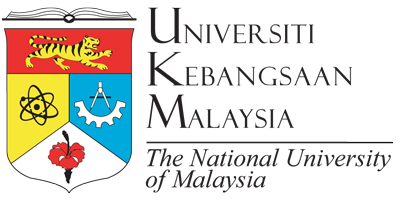 UNIVERSITI
KEBANGSAAN
MALAYSIA
The National University
of Malaysia